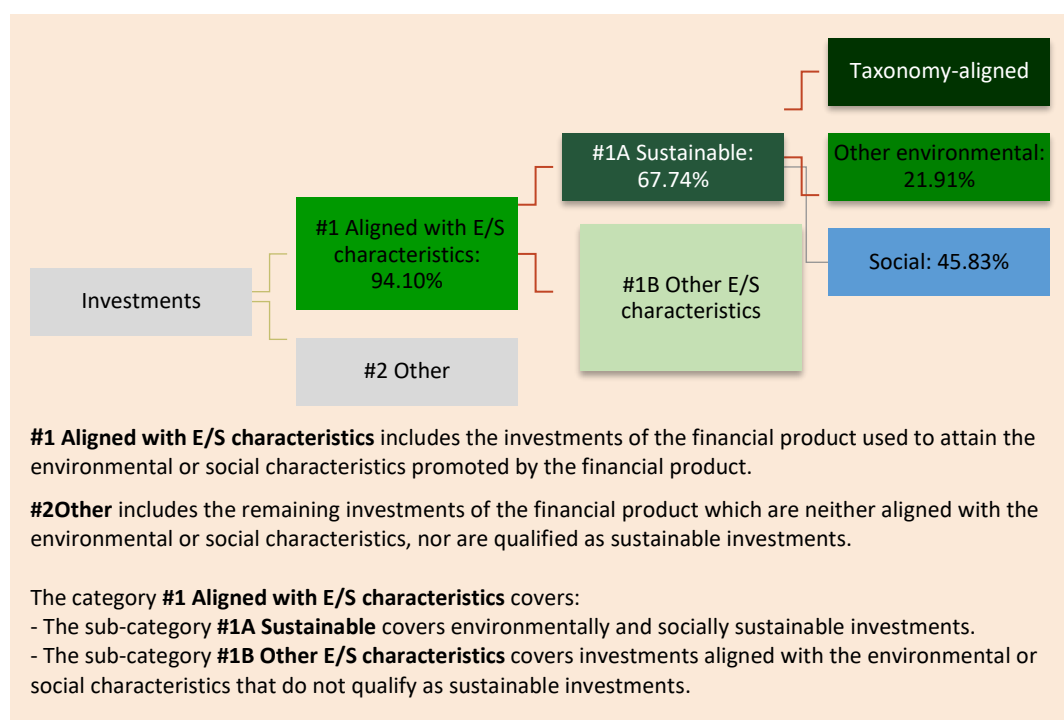 Taxonomy-aligned
#1A Sustainable:
67.74%
Other environmental:
21.91%
#1 Aligned with E/S
characteristics:
94.10%
Social: 45.83%
#1B Other E/S
characteristics
Investments
#2 Other
#1 Aligned with E/S characteristics includes the investments of the financial product used to attain the
environmental or social characteristics promoted by the financial product.
#2Other includes the remaining investments of the financial product which are neither aligned with the
environmental or social characteristics, nor are qualified as sustainable investments.
The category #1 Aligned with E/S characteristics covers:
- The sub-category #1A Sustainable covers environmentally and socially sustainable investments.
- The sub-category #1B Other E/S characteristics covers investments aligned with the environmental or
social characteristics that do not qualify as sustainable investments.